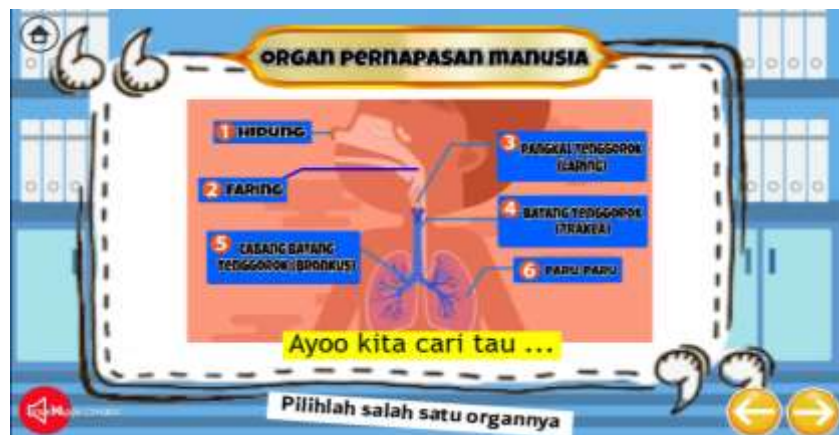 ORGAN PERNAPASAN MANUSIA
1 HIDUNG
2 FARING
3 PANGKAL TENGGOROK
(LARING)
4 BATANG TENGGOROK
(TRAKEA)
5 CABANG BATANG
TENGGOROK (BRONKUS)
6 PARU PARU
Ayoo kita cari tau ...
Pilihlah salah satu organnya